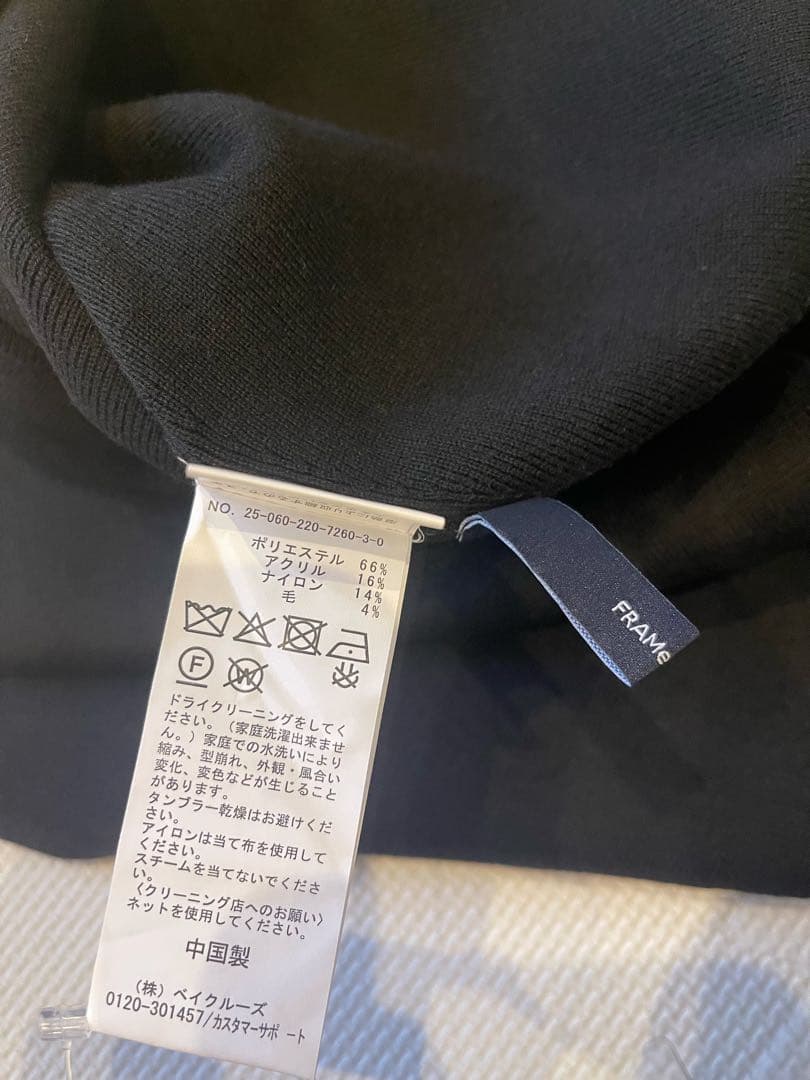 NO. 25-060-220-7260-3-0
ポリエステル 66%
アクリル 16%
ナイロン 14%
毛 4%
F
W
ドライクリーニングをしてく
ださい。（家庭洗濯出来ませ
ん。）家庭での水洗いにより
縮み、型崩れ、外観・風合い
変化、変色などが生じること
があります。
タンブラー乾燥はお避けくだ
さい。
アイロンは当て布を使用して
ください。
スチームを当てないでくださ
い。
〈クリーニング店へのお願い〉
ネットを使用してください。
中国製
（株）ベイクルーズ
0120-301457/カスタマーサポート
FRAMe